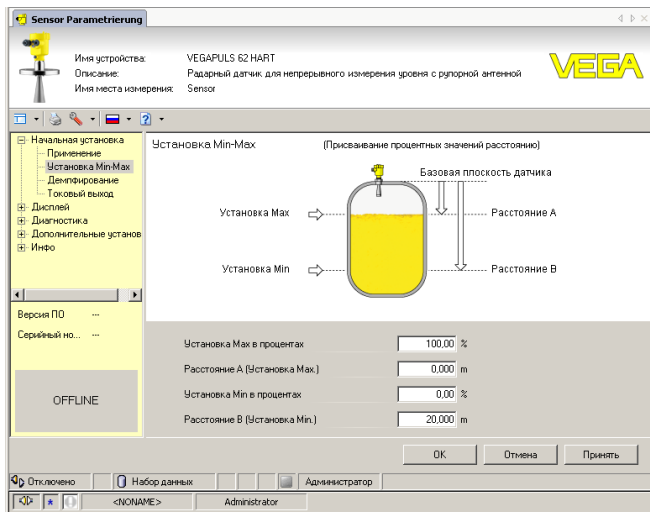 Sensor Parametrierung
Имя устройства: VEGAPULS 62 HART
Описание: Радарный датчик для непрерывного измерения уровня с рупорной антенной
Имя места измерения: Sensor
VEGA
Начальная установка
Применение
Установка Min-Max
Демпфирование
Токовый выход
Дисплей
Диагностика
Дополнительные установ
Инфо
Версия ПО ---
Серийный но... ---
OFFLINE
Установка Min-Max (Присваивание процентных значений расстоянию)
Базовая плоскость датчика
Установка Max Расстояние A
Установка Min Расстояние B
Установка Max в процентах 100,00 %
Расстояние A (Установка Max.) 0,000 m
Установка Min в процентах 0,00 %
Расстояние B (Установка Min.) 20,000 m
OK Отмена Принять
Отключено Набор данных Администратор
<NONAME> Administrator